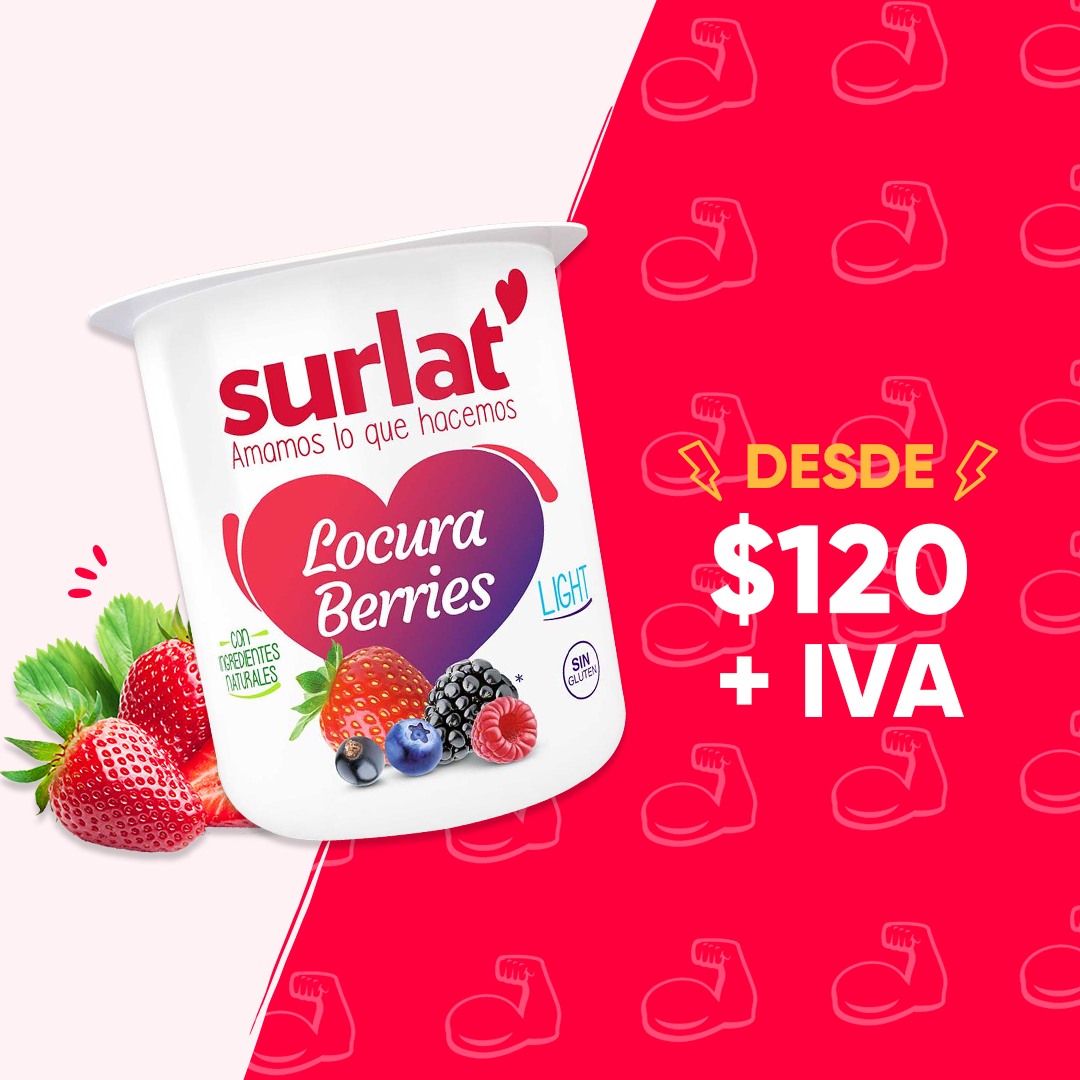 surlat
Amamos lo que hacemos
Locura
Berries
LIGHT
con
INGREDIENTES
NATURALES
*
SIN
GLUTEN
DESDE
$120
+ IVA